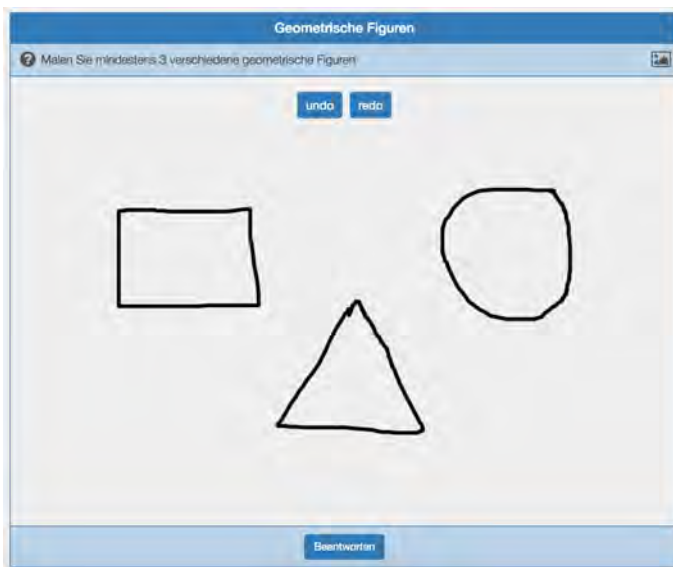 Geometrische Figuren
Malen Sie mindestens 3 verschiedene geometrische Figuren
undo redo
Beantworten